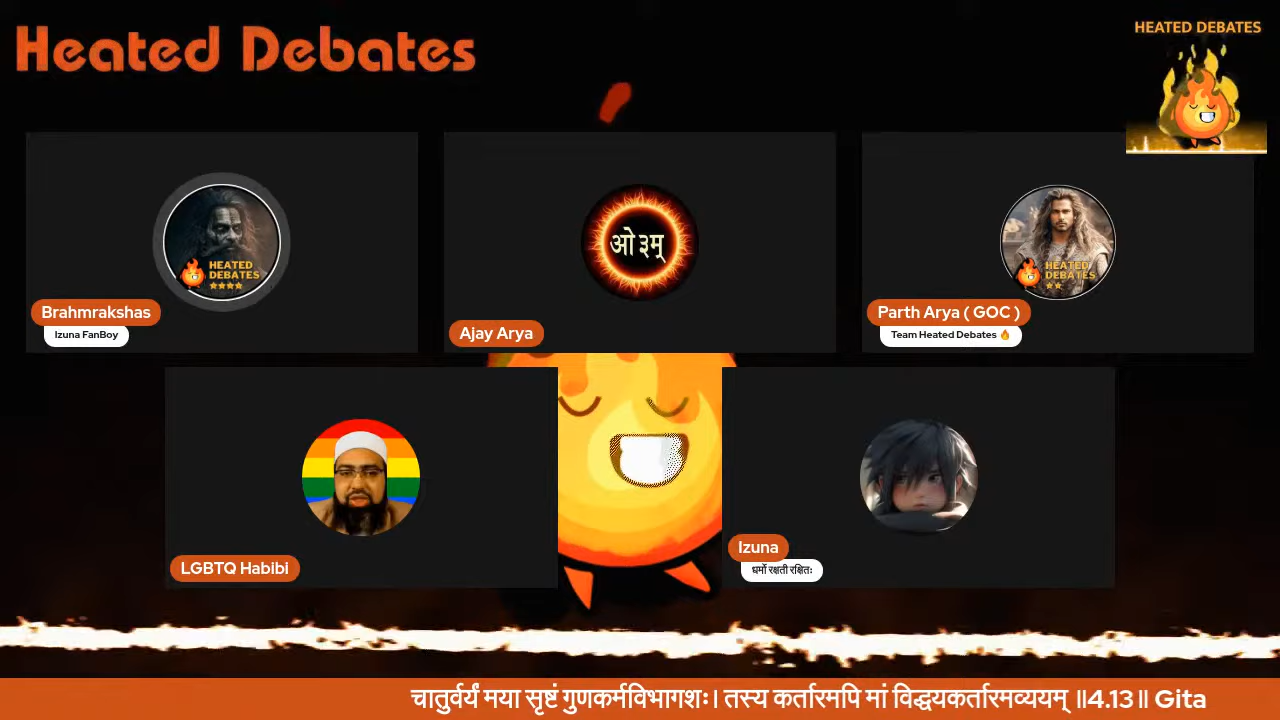 Heated Debates
HEATED DEBATES
HEATED
DEBATES
Brahmrakshas
Izuna FanBoy
ओ३म्
Ajay Arya
HEATED
DEBATES
Parth Arya ( GOC )
Team Heated Debates 🔥
LGBTQ Habibi
Izuna
धर्मो रक्षती रक्षितः
चातुर्वर्यं मया सृष्टं गुणकर्मविभागशः। तस्य कर्तारमपि मां विद्धयकर्तारमव्ययम् ॥4.13॥ Gita